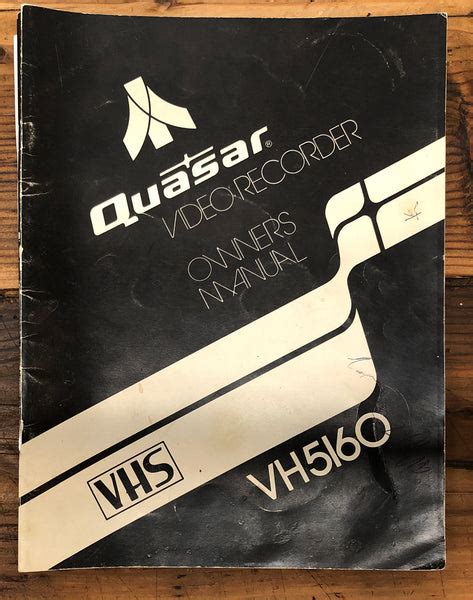 Quasar®
VIDEO RECORDER
OWNERS
MANUAL
VHS
VH5160